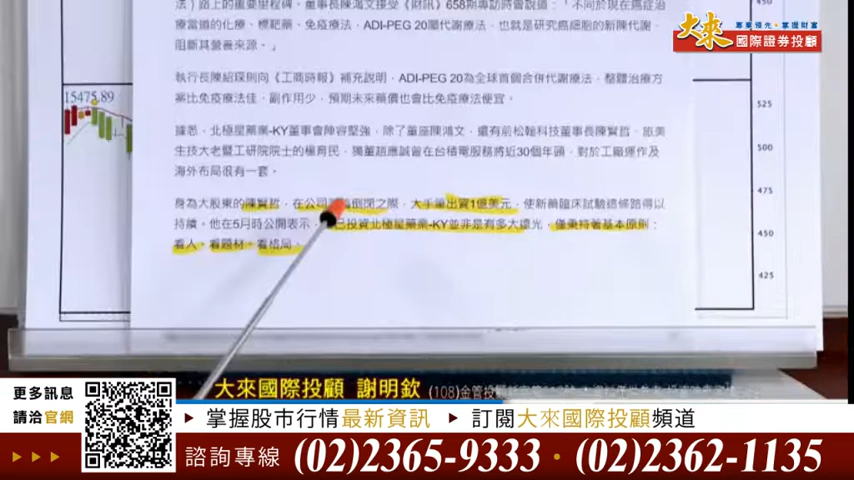 法）路上的重要里程碑。董事長陳鴻文接受《財訊》658期專訪時曾說道：「不同於現在癌症治
療當道的化療、標靶藥、免疫療法，ADI-PEG 20屬代謝療法，也就是研究癌細胞的新陳代謝，
阻斷其營養來源。」
執行長陳紹琛則向《工商時報》補充說明，ADI-PEG 20為全球首個合併代謝療法，整體治療方
案比免疫療法佳，副作用少，預期未來藥價也會比免疫療法便宜。
據悉，北極星藥業-KY董事會陣容堅強，除了董座陳鴻文，還有前松翰科技董事長陳賢哲、旅美
生技大老暨工研院院士的楊育民，獨董趙應誠曾在台積電服務將近30個年頭，對於工廠運作及
海外布局很有一套。
身為大股東的陳賢哲，在公司 倒閉之際，大手筆出資1億美元，使新藥臨床試驗這條路得以
持續。他在5月時公開表示， 己投資北極星藥業-KY並非是有多大遠光，僅秉持著基本原則：
看人、看題材、看格局。
15475.89
450
525
500
475
450
425
大來
專業領先・掌握財富
國際證券投顧
大來國際投顧 謝明欽
(108)金管投顧新字第
更多訊息
請洽官網
掌握股市行情最新資訊
訂閱大來國際投顧頻道
諮詢專線 (02)2365-9333・(02)2362-1135